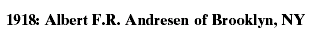 1918: Albert F.R. Andresen of Brooklyn, NY